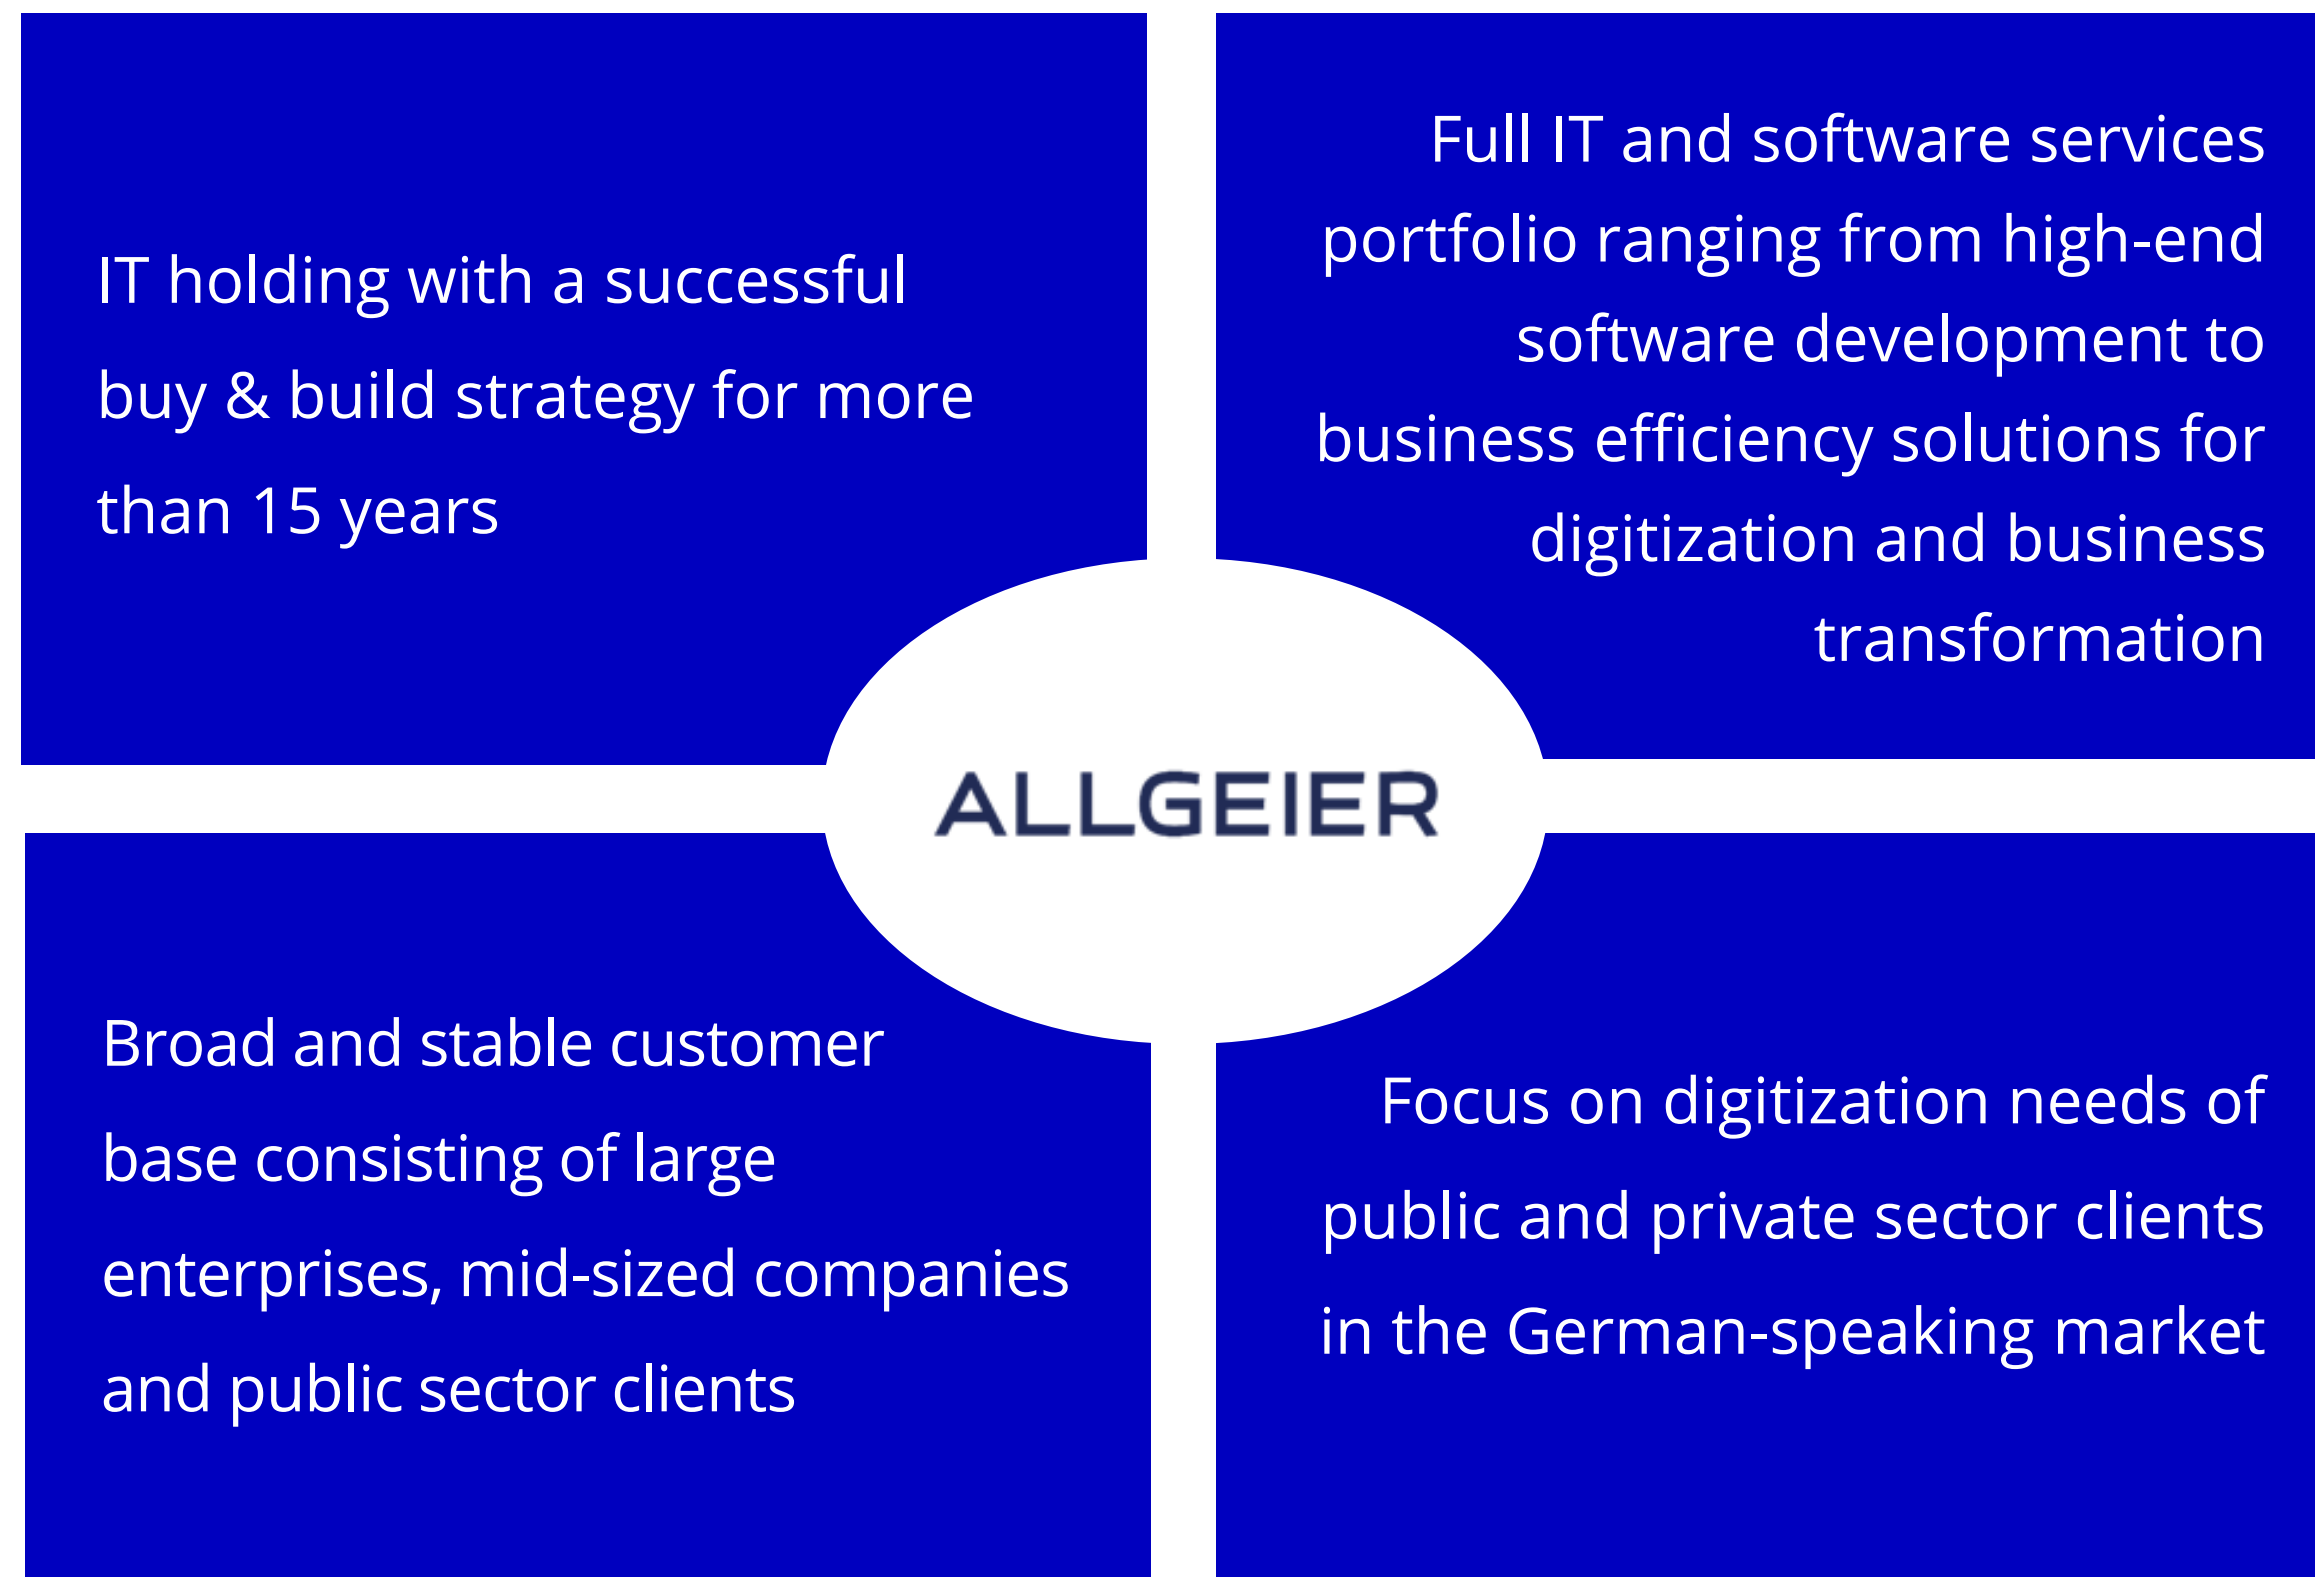 IT holding with a successful
buy & build strategy for more
than 15 years
Full IT and software services
portfolio ranging from high-end
software development to
business efficiency solutions for
digitization and business
transformation
ALLGEIER
Broad and stable customer
base consisting of large
enterprises, mid-sized companies
and public sector clients
Focus on digitization needs of
public and private sector clients
in the German-speaking market